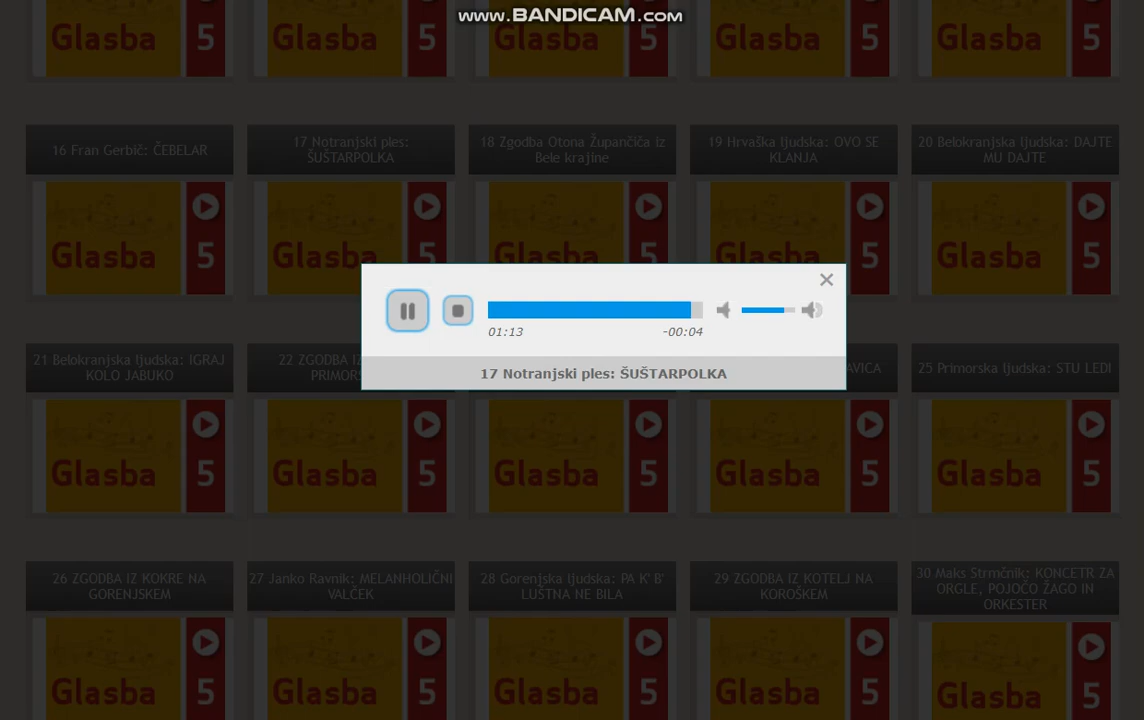 www.BANDICAM.com
Glasba 5
Glasba 5
Glasba 5
Glasba 5
Glasba 5
16 Fran Gerbič: ČEBELAR
17 Notranjski ples:
ŠUŠTARPOLKA
18 Zgodba Otona Župančiča iz
Bele krajine
19 Hrvaška ljudska: OVO SE
KLANJA
20 Belokranjska ljudska: DAJTE
MU DAJTE
Glasba 5
Glasba 5
Glasba 5
Glasba 5
Glasba 5
01:13
-00:04
17 Notranjski ples: ŠUŠTARPOLKA
21 Belokranjska ljudska: IGRAJ
KOLO JABUKO
22 ZGODBA IZ
PRIMORS
AVICA
25 Primorska ljudska: STU LEDI
Glasba 5
Glasba 5
Glasba 5
Glasba 5
Glasba 5
26 ZGODBA IZ KOKRE NA
GORENJSKEM
27 Janko Ravnik: MELANHOLIČNI
VALČEK
28 Gorenjska ljudska: PA K' B'
LUŠTNA NE BILA
29 ZGODBA IZ KOTELJ NA
KOROŠKEM
30 Maks Strmčnik: KONCETR ZA
ORGLE, POJOČO ŽAGO IN
ORKESTER
Glasba 5
Glasba 5
Glasba 5
Glasba 5
Glasba 5